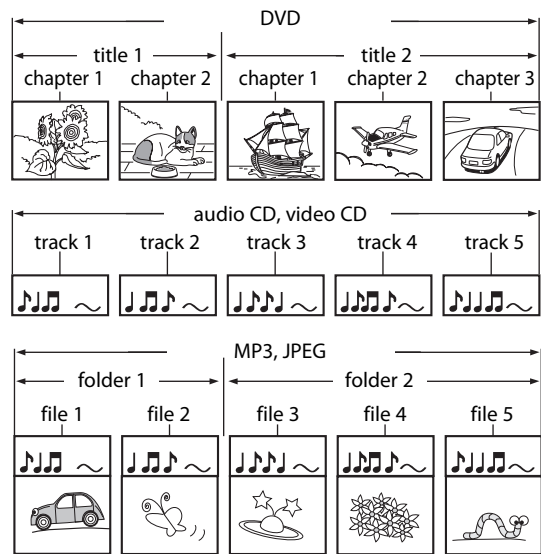 DVD
title 1 title 2
chapter 1 chapter 2 chapter 1 chapter 2 chapter 3
audio CD, video CD
track 1 track 2 track 3 track 4 track 5
MP3, JPEG
folder 1 folder 2
file 1 file 2 file 3 file 4 file 5